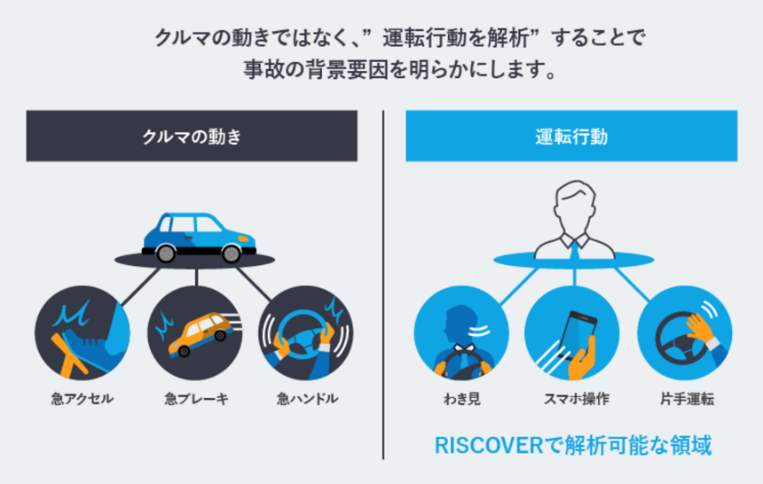 クルマの動きではなく、”運転行動を解析”することで
事故の背景要因を明らかにします。
クルマの動き
運転行動
急アクセル
急ブレーキ
急ハンドル
わき見
スマホ操作
片手運転
RISCOVERで解析可能な領域